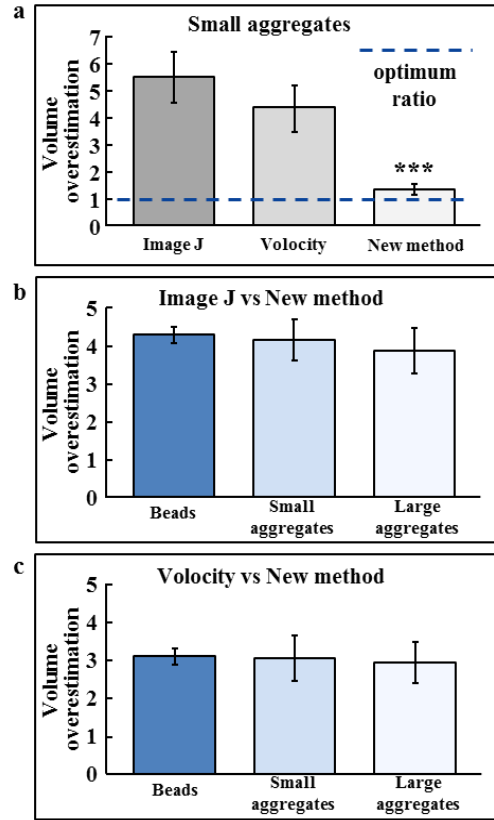 a
Small aggregates
Volume
overestimation
7
6
5
4
3
2
1
0
optimum
ratio
***
Image J
Volocity
New method
b
Image J vs New method
Volume
overestimation
5
4
3
2
1
0
Beads
Small
aggregates
Large
aggregates
c
Volocity vs New method
Volume
overestimation
5
4
3
2
1
0
Beads
Small
aggregates
Large
aggregates